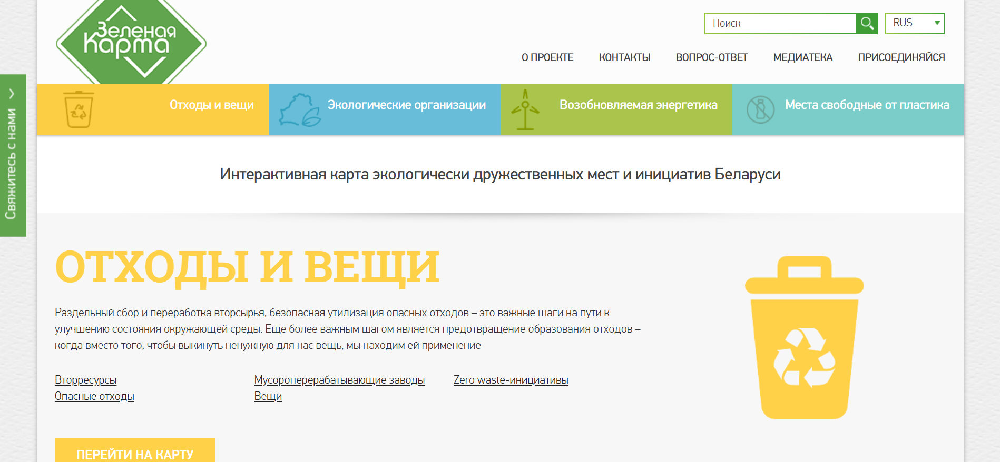 Зеленая
Карта
Поиск
RUS
О ПРОЕКТЕ
КОНТАКТЫ
ВОПРОС-ОТВЕТ
МЕДИАТЕКА
ПРИСОЕДИНЯЙСЯ
Свяжитесь с нами
Отходы и вещи
Экологические организации
Возобновляемая энергетика
Места свободные от пластика
Интерактивная карта экологически дружественных мест и инициатив Беларуси
ОТХОДЫ И ВЕЩИ
Раздельный сбор и переработка вторсырья, безопасная утилизация опасных отходов – это важные шаги на пути к
улучшению состояния окружающей среды. Еще более важным шагом является предотвращение образования отходов –
когда вместо того, чтобы выкинуть ненужную для нас вещь, мы находим ей применение
Вторресурсы
Мусороперерабатывающие заводы
Zero waste-инициативы
Опасные отходы
Вещи
ПЕРЕЙТИ НА КАРТУ